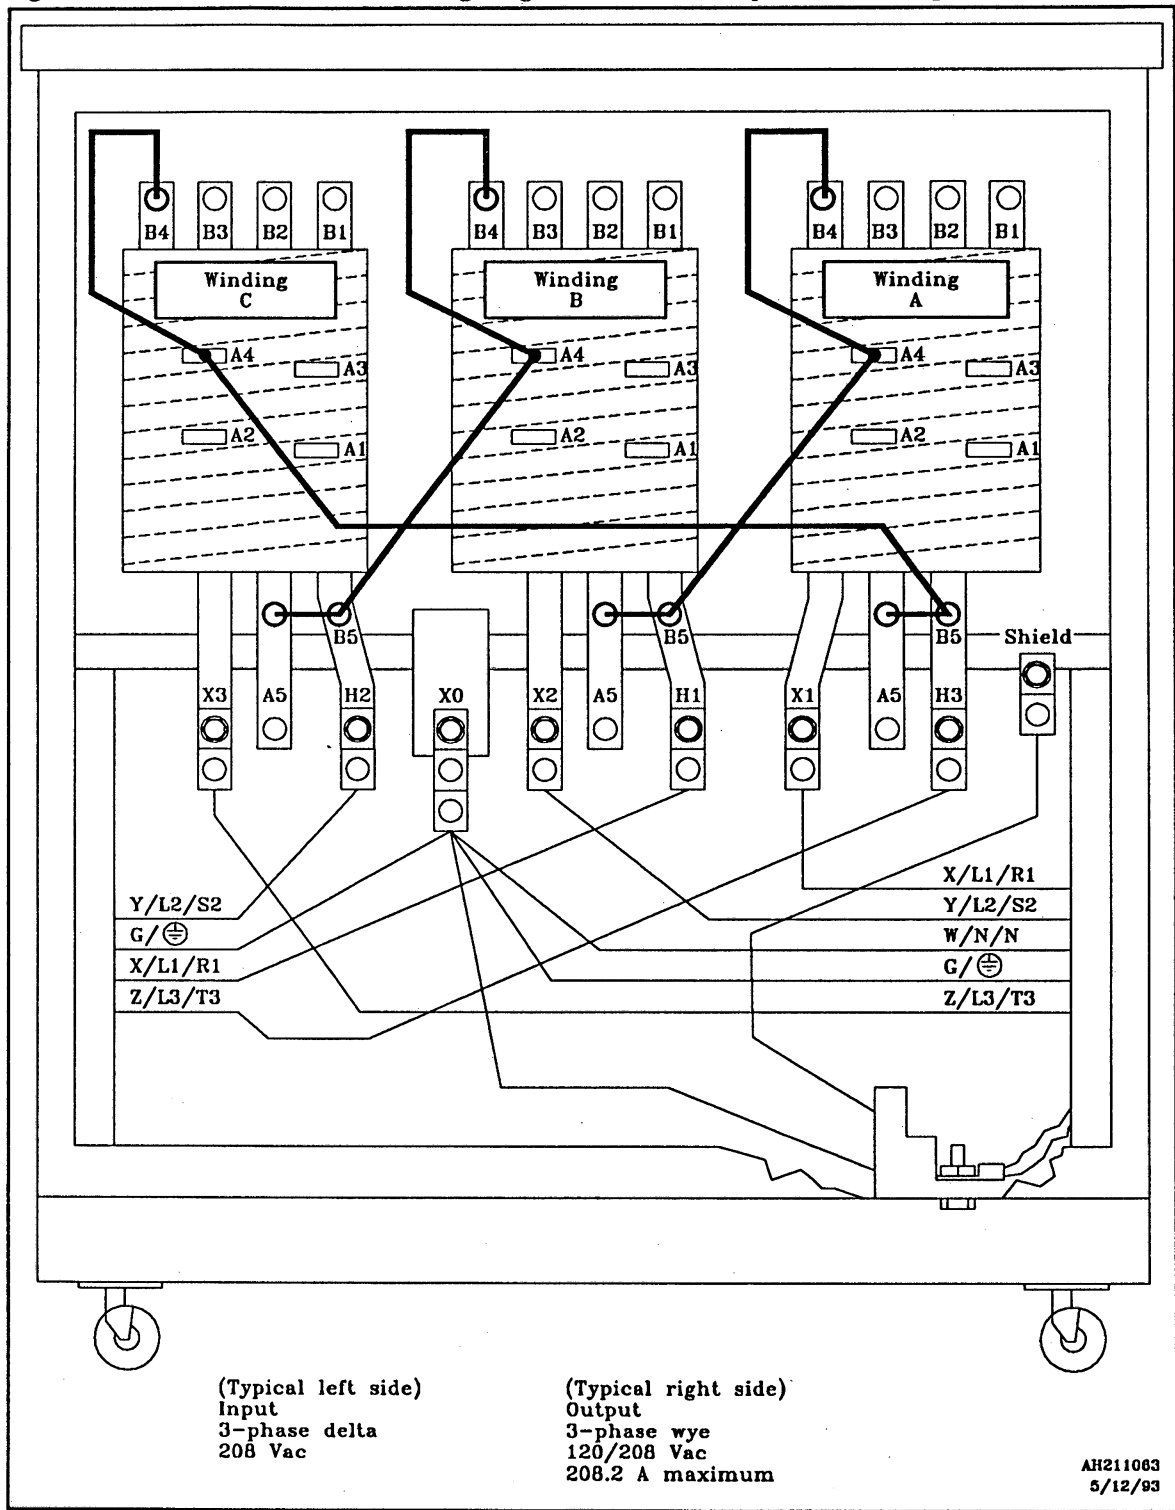 B4 B3 B2 B1 B4 B3 B2 B1 B4 B3 B2 B1
Winding
C
Winding
B
Winding
A
A4 A4 A4
A3 A3 A3
A2 A2 A2
A1 A1 A1
B5 B5 B5 Shield
X3 A5 H2 X0 X2 A5 H1 X1 A5 H3
X/L1/R1
Y/L2/S2
W/N/N
G/
Z/L3/T3
Y/L2/S2
G/
X/L1/R1
Z/L3/T3
(Typical left side)
Input
3-phase delta
208 Vac
(Typical right side)
Output
3-phase wye
120/208 Vac
208.2 A maximum
AH211063
5/12/93